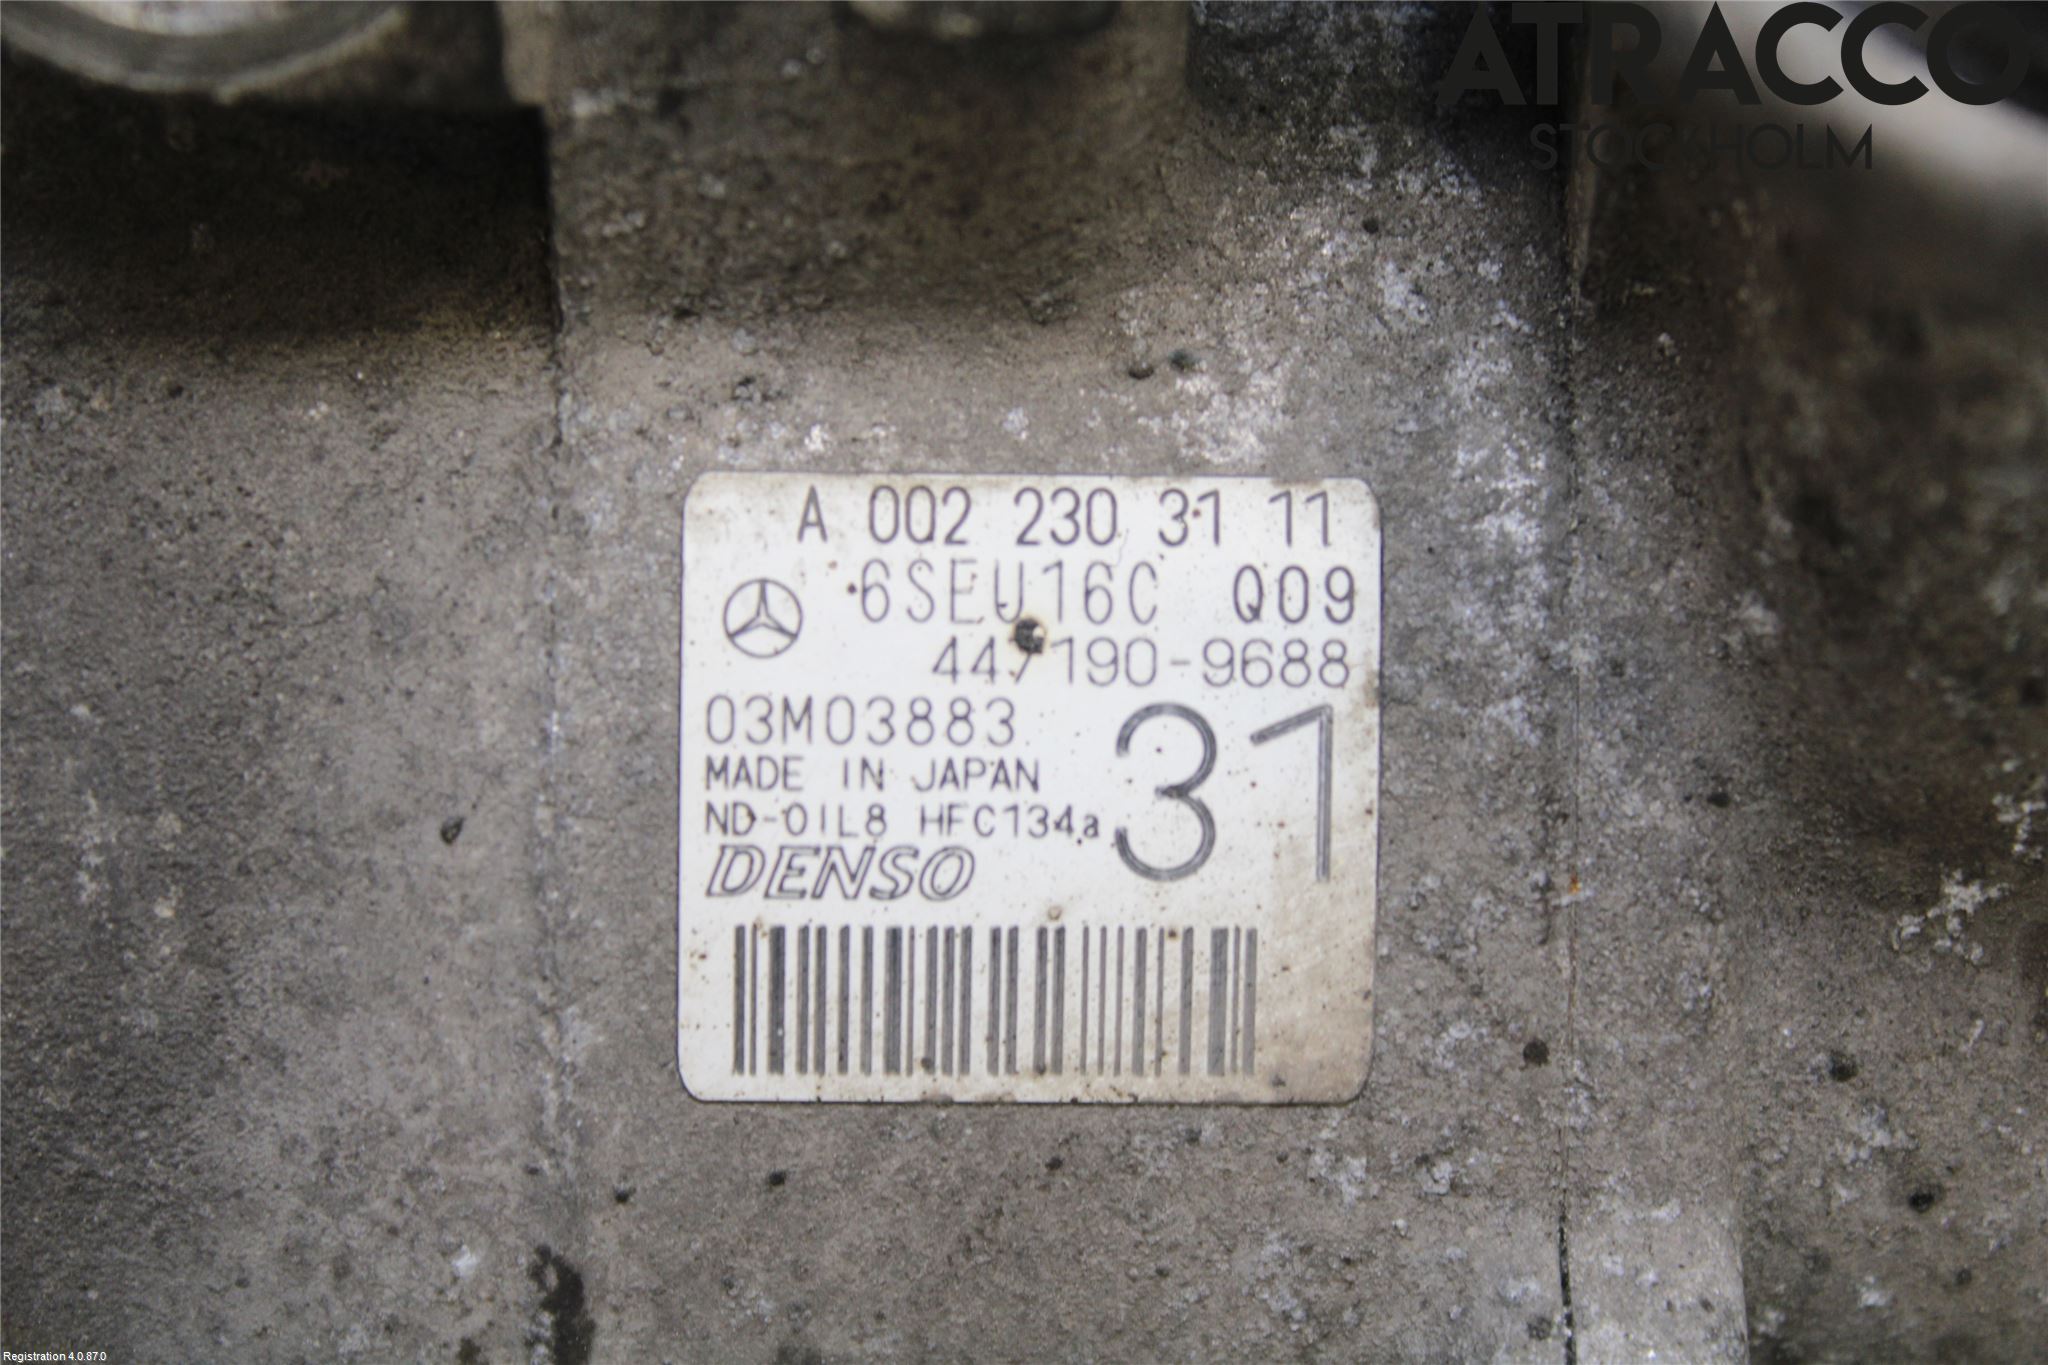 ATRACCO
STOCKHOLM
A 002 230 31 11
6SEU16C Q09
447190-9688
03M03883
31
MADE IN JAPAN
ND-OIL8 HFC134a
DENSO
Registration 4.0.87.0